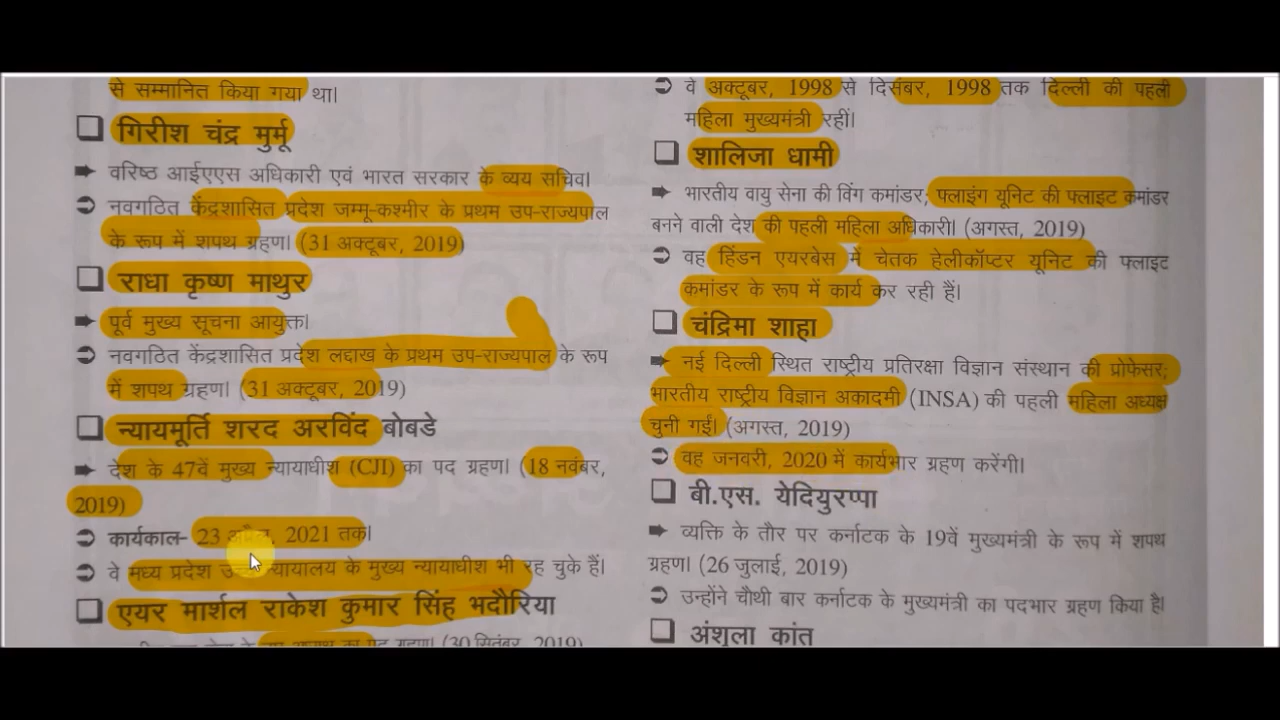 से सम्मानित किया गया था।
❑ गिरीश चंद्र मुर्मू
➨ वरिष्ठ आईएएस अधिकारी एवं भारत सरकार के व्यय सचिव।
➲ नवगठित केंद्रशासित प्रदेश जम्मू-कश्मीर के प्रथम उप-राज्यपाल
के रूप में शपथ ग्रहण। (31 अक्टूबर, 2019)
❑ राधा कृष्ण माथुर
➨ पूर्व मुख्य सूचना आयुक्त।
➲ नवगठित केंद्रशासित प्रदेश लद्दाख के प्रथम उप-राज्यपाल के रूप
में शपथ ग्रहण। (31 अक्टूबर, 2019)
❑ न्यायमूर्ति शरद अरविंद बोबडे
➨ देश के 47वें मुख्य न्यायाधीश (CJI) का पद ग्रहण। (18 नवंबर,
2019)
➲ कार्यकाल- 23 अप्रैल, 2021 तक।
➲ वे मध्य प्रदेश उच्च न्यायालय के मुख्य न्यायाधीश भी रह चुके हैं।
❑ एयर मार्शल राकेश कुमार सिंह भदौरिया
का पद ग्रहण। (30 सितंबर, 2019)
➲ वे अक्टूबर, 1998 से दिसंबर, 1998 तक दिल्ली की पहली
महिला मुख्यमंत्री रहीं।
❑ शालिजा धामी
➨ भारतीय वायु सेना की विंग कमांडर, फ्लाइंग यूनिट की फ्लाइट कमांडर
बनने वाली देश की पहली महिला अधिकारी। (अगस्त, 2019)
➲ वह हिंडन एयरबेस में चेतक हेलीकॉप्टर यूनिट की फ्लाइट
कमांडर के रूप में कार्य कर रही हैं।
❑ चंद्रिमा शाहा
➨ नई दिल्ली स्थित राष्ट्रीय प्रतिरक्षा विज्ञान संस्थान की प्रोफेसर;
भारतीय राष्ट्रीय विज्ञान अकादमी (INSA) की पहली महिला अध्यक्ष
चुनी गईं। (अगस्त, 2019)
➲ वह जनवरी, 2020 में कार्यभार ग्रहण करेंगी।
❑ बी.एस. येदियुरप्पा
➨ व्यक्ति के तौर पर कर्नाटक के 19वें मुख्यमंत्री के रूप में शपथ
ग्रहण। (26 जुलाई, 2019)
➲ उन्होंने चौथी बार कर्नाटक के मुख्यमंत्री का पदभार ग्रहण किया है।
❑ अंशुला कांत